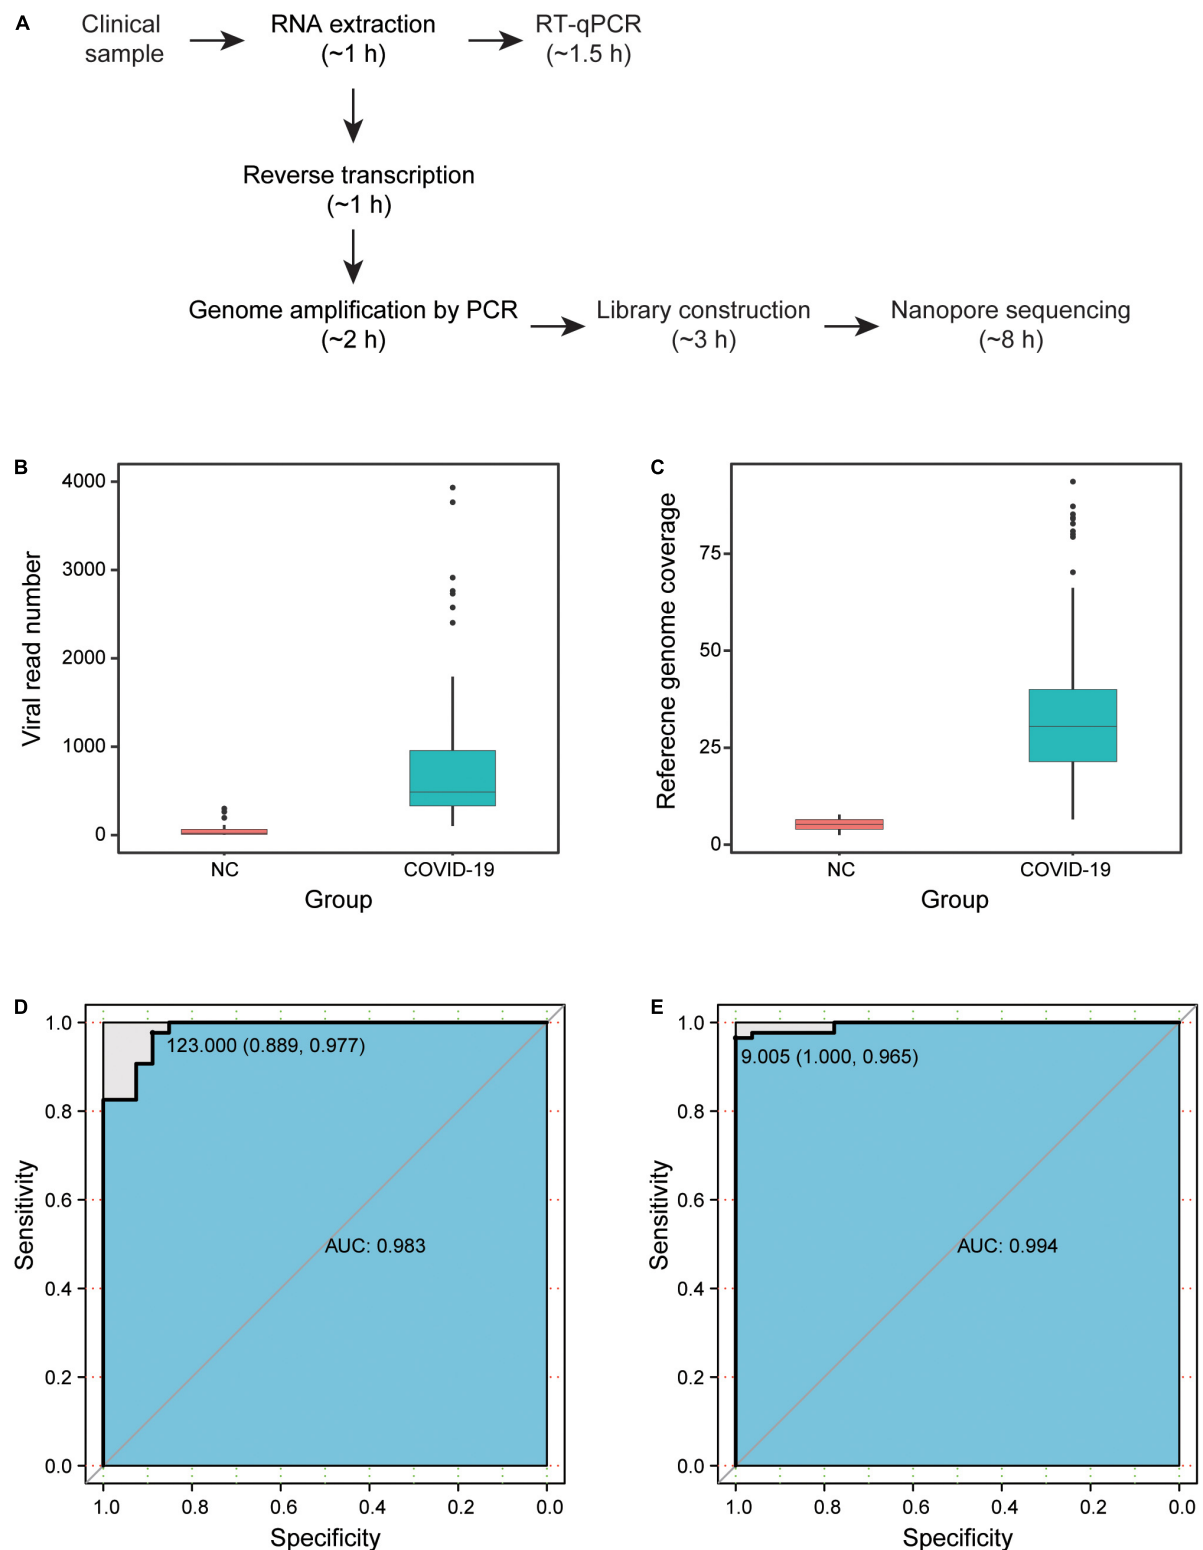 A
Clinical
sample
RNA extraction
(~1 h)
RT-qPCR
(~1.5 h)
Reverse transcription
(~1 h)
Genome amplification by PCR
(~2 h)
Library construction
(~3 h)
Nanopore sequencing
(~8 h)
B
Viral read number
4000
3000
2000
1000
0
NC
COVID-19
Group
C
Referecne genome coverage
75
50
25
0
NC
COVID-19
Group
D
Sensitivity
1.0
0.8
0.6
0.4
0.2
0.0
123.000 (0.889, 0.977)
AUC: 0.983
1.0
0.8
0.6
0.4
0.2
0.0
Specificity
E
Sensitivity
1.0
0.8
0.6
0.4
0.2
0.0
9.005 (1.000, 0.965)
AUC: 0.994
1.0
0.8
0.6
0.4
0.2
0.0
Specificity